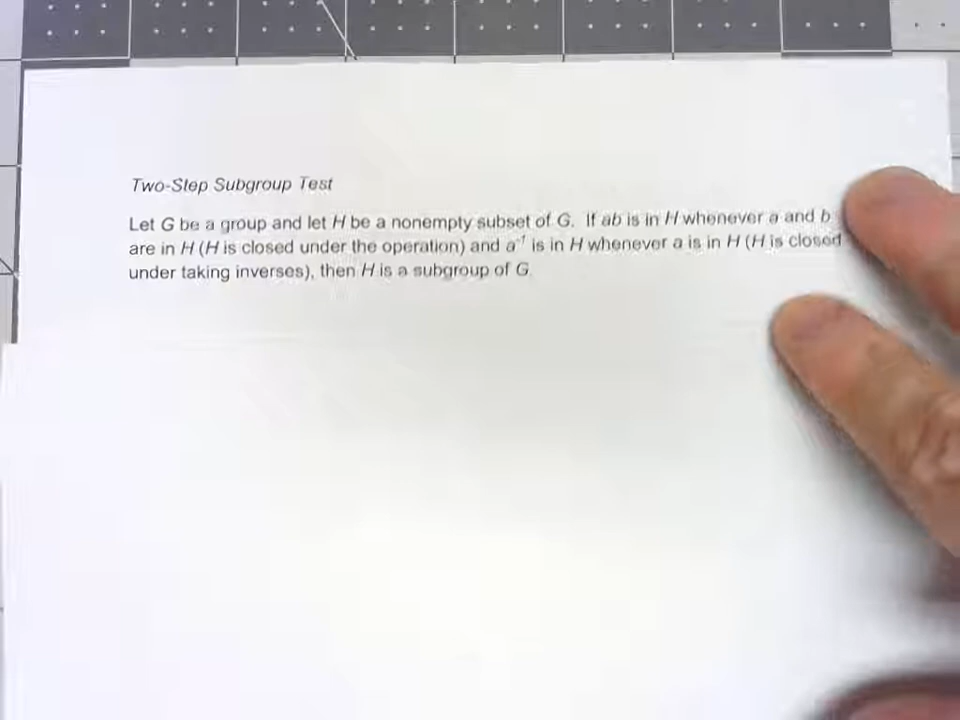 Two-Step Subgroup Test
Let G be a group and let H be a nonempty subset of G. If ab is in H whenever a and b
are in H (H is closed under the operation) and a⁻¹ is in H whenever a is in H (H is closed
under taking inverses), then H is a subgroup of G.